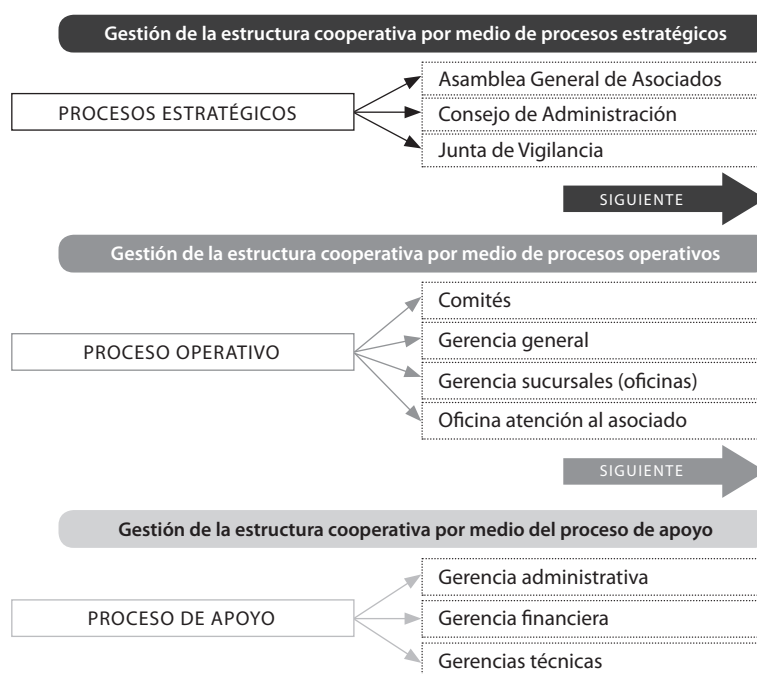 Gestión de la estructura cooperativa por medio de procesos estratégicos
PROCESOS ESTRATÉGICOS
Asamblea General de Asociados
Consejo de Administración
Junta de Vigilancia
SIGUIENTE
Gestión de la estructura cooperativa por medio de procesos operativos
PROCESO OPERATIVO
Comités
Gerencia general
Gerencia sucursales (oficinas)
Oficina atención al asociado
SIGUIENTE
Gestión de la estructura cooperativa por medio del proceso de apoyo
PROCESO DE APOYO
Gerencia administrativa
Gerencia financiera
Gerencias técnicas